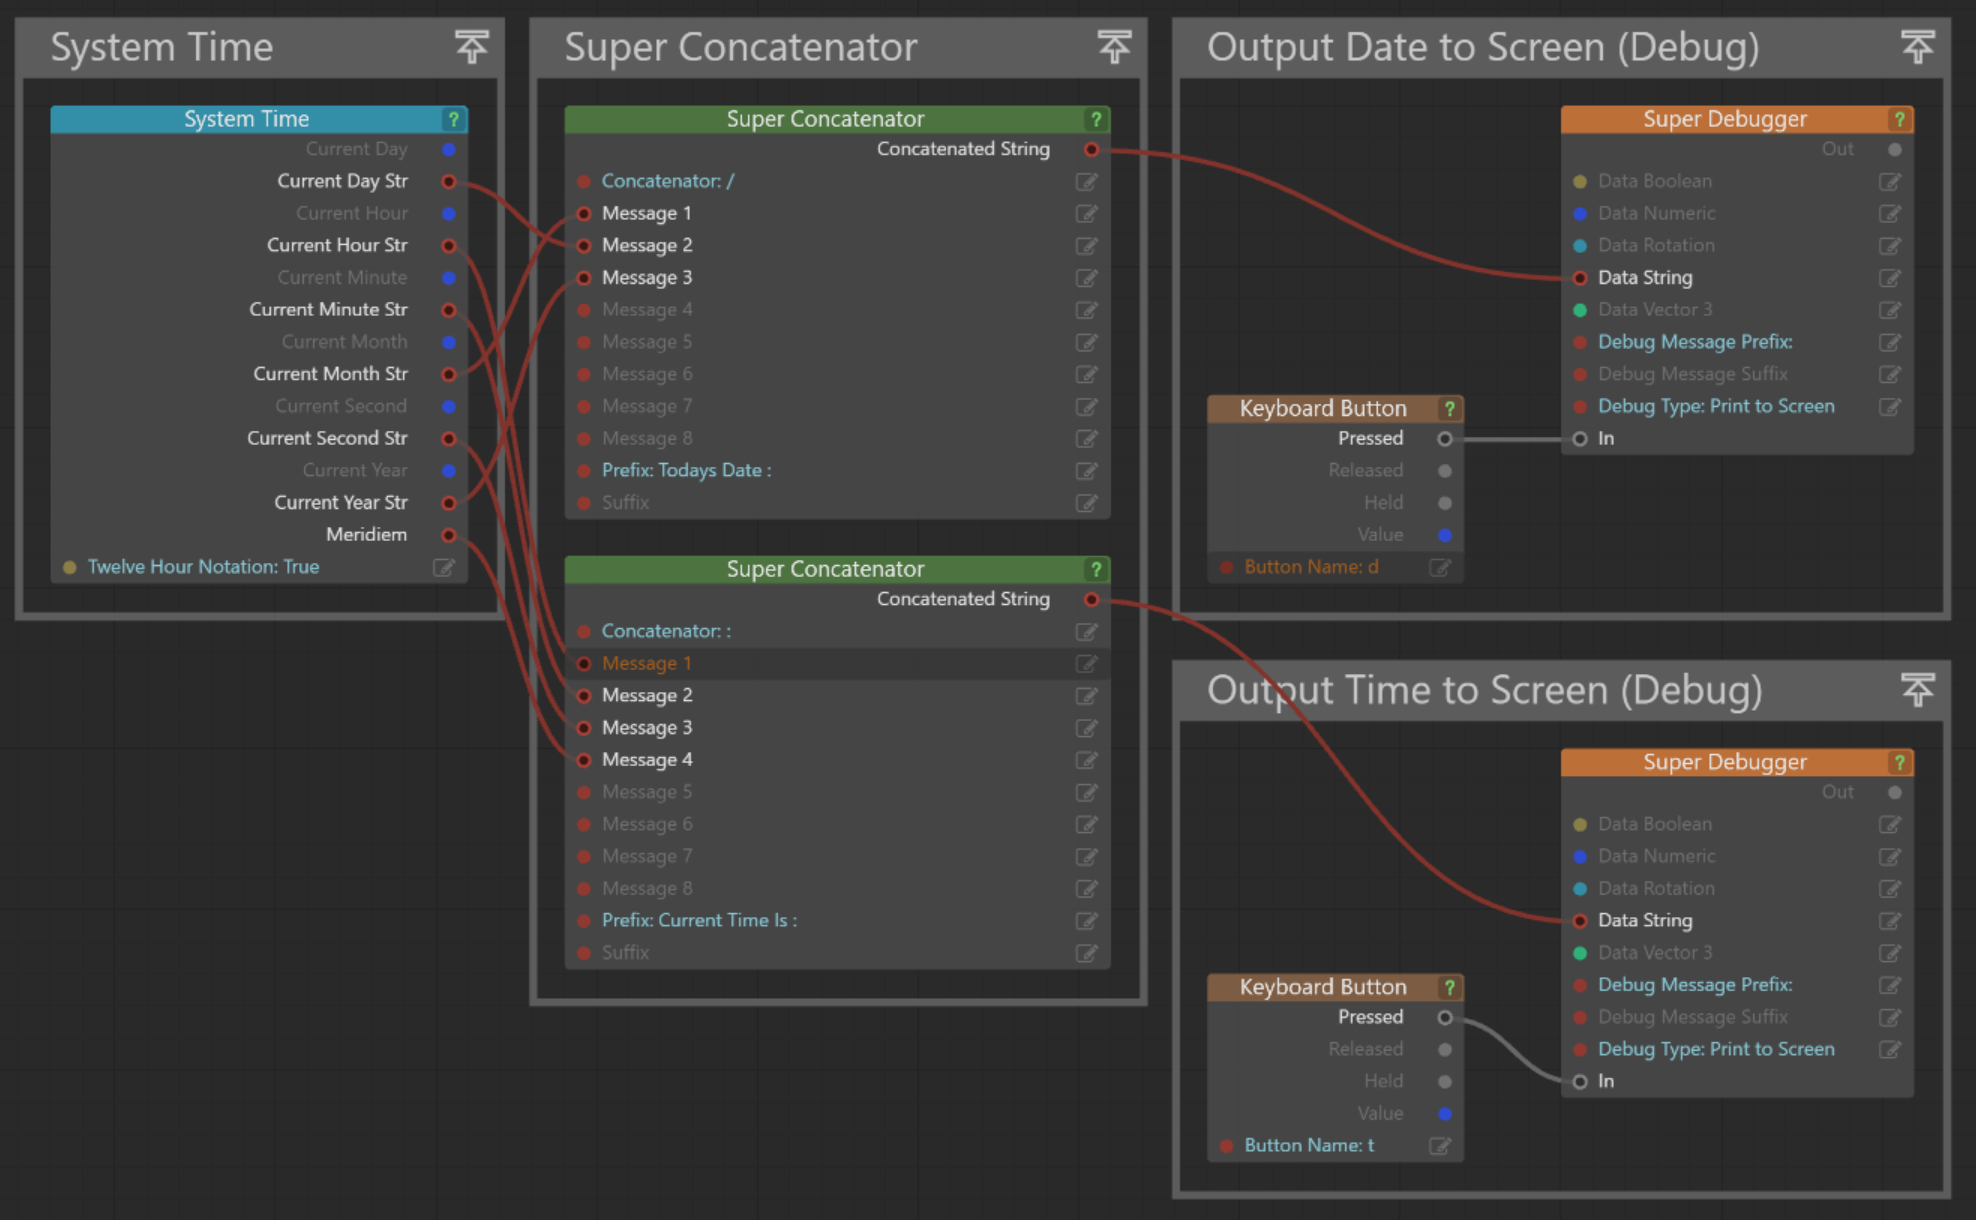 System Time
System Time ?
Current Day
Current Day Str
Current Hour
Current Hour Str
Current Minute
Current Minute Str
Current Month
Current Month Str
Current Second
Current Second Str
Current Year
Current Year Str
Meridiem
Twelve Hour Notation: True
Super Concatenator
Super Concatenator ?
Concatenated String
Concatenator: /
Message 1
Message 2
Message 3
Message 4
Message 5
Message 6
Message 7
Message 8
Prefix: Todays Date :
Suffix
Super Concatenator ?
Concatenated String
Concatenator: :
Message 1
Message 2
Message 3
Message 4
Message 5
Message 6
Message 7
Message 8
Prefix: Current Time Is :
Suffix
Output Date to Screen (Debug)
Super Debugger ?
Out
Data Boolean
Data Numeric
Data Rotation
Data String
Data Vector 3
Debug Message Prefix:
Debug Message Suffix
Debug Type: Print to Screen
In
Keyboard Button ?
Pressed
Released
Held
Value
Button Name: d
Output Time to Screen (Debug)
Super Debugger ?
Out
Data Boolean
Data Numeric
Data Rotation
Data String
Data Vector 3
Debug Message Prefix:
Debug Message Suffix
Debug Type: Print to Screen
In
Keyboard Button ?
Pressed
Released
Held
Value
Button Name: t